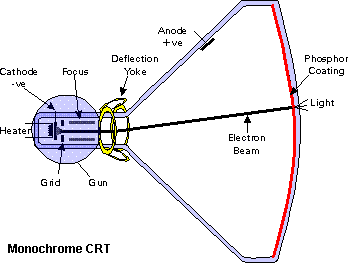 Anode
+ve
Deflection
Yoke
Cathode
-ve
Focus
Phosphor
Coating
Light
Heater
Electron
Beam
Grid
Gun
Monochrome CRT